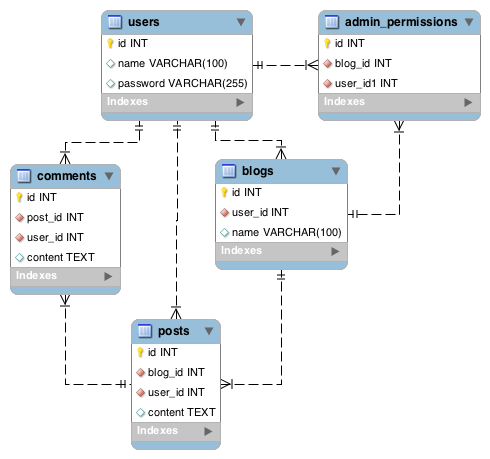 users
id INT
name VARCHAR(100)
password VARCHAR(255)
Indexes
admin_permissions
id INT
blog_id INT
user_id1 INT
Indexes
comments
id INT
post_id INT
user_id INT
content TEXT
Indexes
blogs
id INT
user_id INT
name VARCHAR(100)
Indexes
posts
id INT
blog_id INT
user_id INT
content TEXT
Indexes